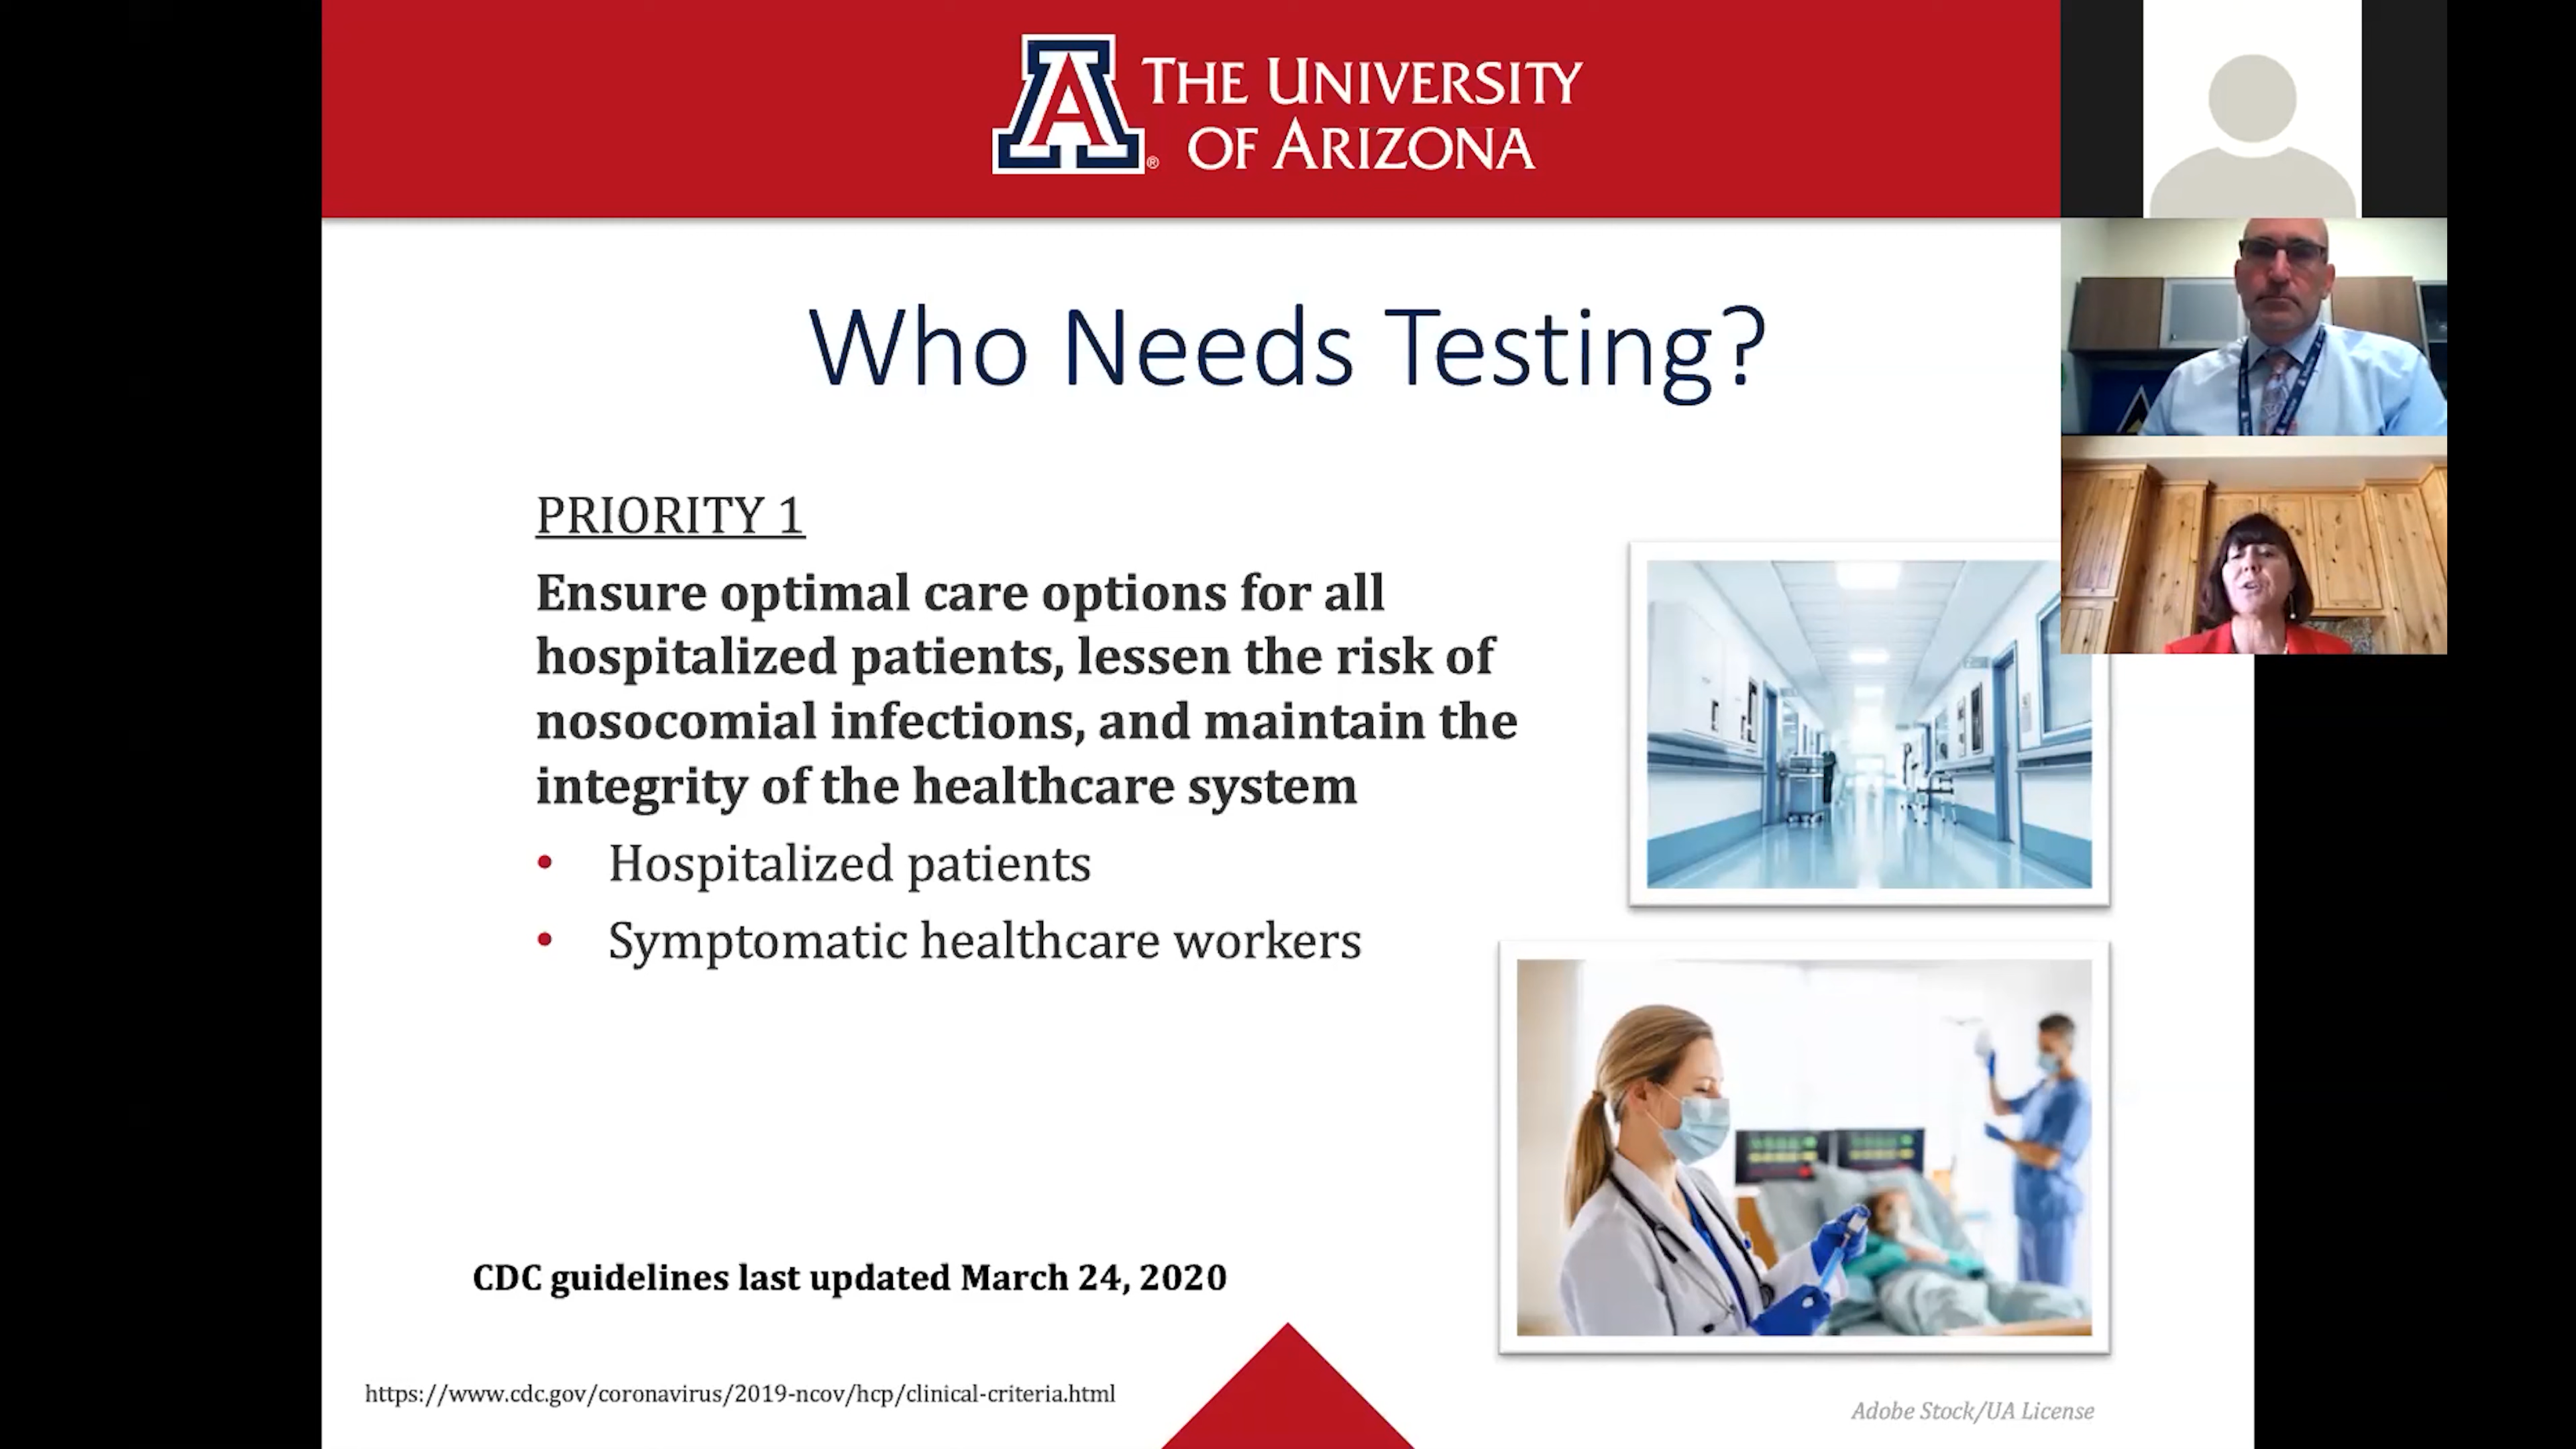 THE UNIVERSITY
OF ARIZONA
®
Who Needs Testing?
PRIORITY 1
Ensure optimal care options for all
hospitalized patients, lessen the risk of
nosocomial infections, and maintain the
integrity of the healthcare system
• Hospitalized patients
• Symptomatic healthcare workers
CDC guidelines last updated March 24, 2020
https://www.cdc.gov/coronavirus/2019-ncov/hcp/clinical-criteria.html
Adobe Stock/UA License